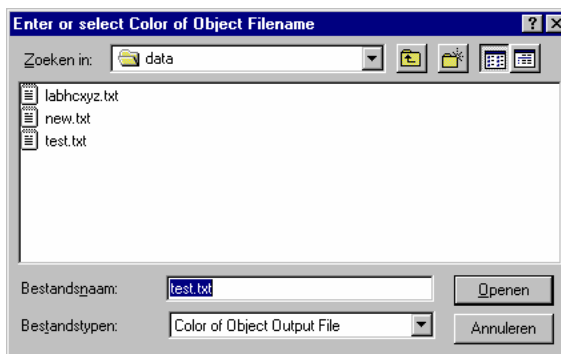 Enter or select Color of Object Filename
Zoeken in: data
labhcxyz.txt
new.txt
test.txt
Bestandsnaam: test.txt Openen
Bestandstypen: Color of Object Output File Annuleren